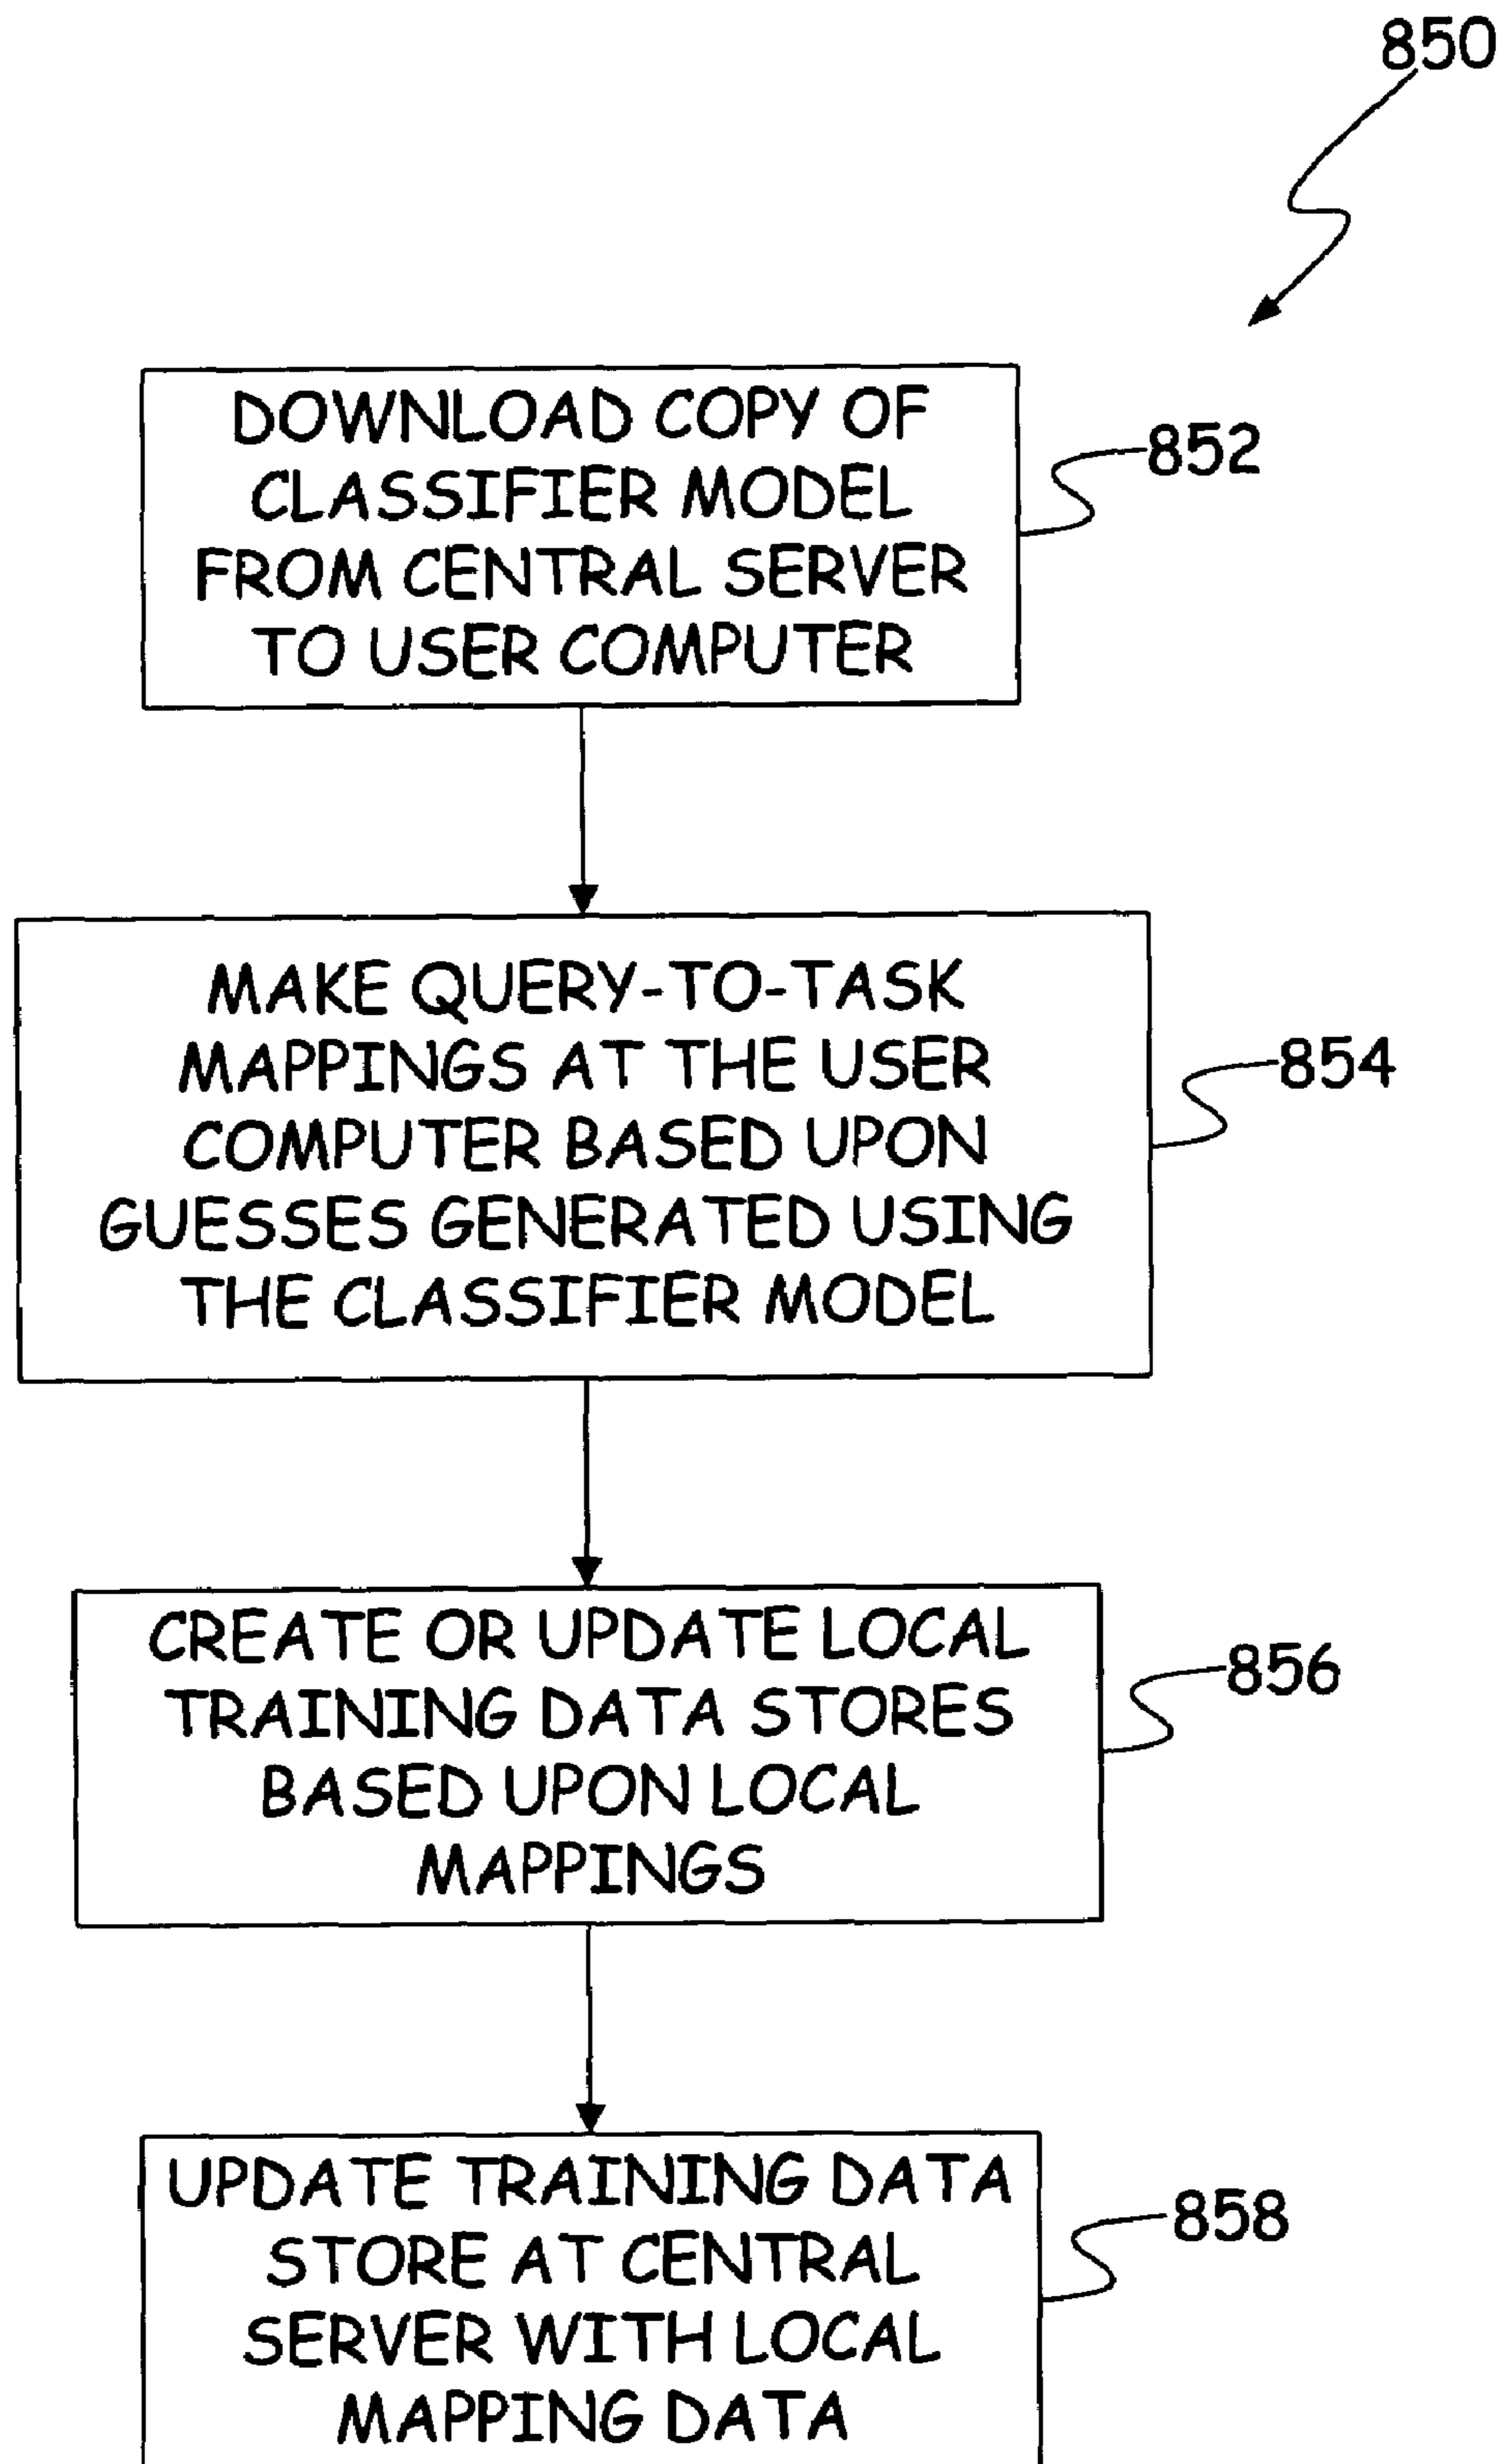 850
DOWNLOAD COPY OF
CLASSIFIER MODEL
FROM CENTRAL SERVER
TO USER COMPUTER
852
MAKE QUERY-TO-TASK
MAPPINGS AT THE USER
COMPUTER BASED UPON
GUESSES GENERATED USING
THE CLASSIFIER MODEL
854
CREATE OR UPDATE LOCAL
TRAINING DATA STORES
BASED UPON LOCAL
MAPPINGS
856
UPDATE TRAINING DATA
STORE AT CENTRAL
SERVER WITH LOCAL
MAPPING DATA
858